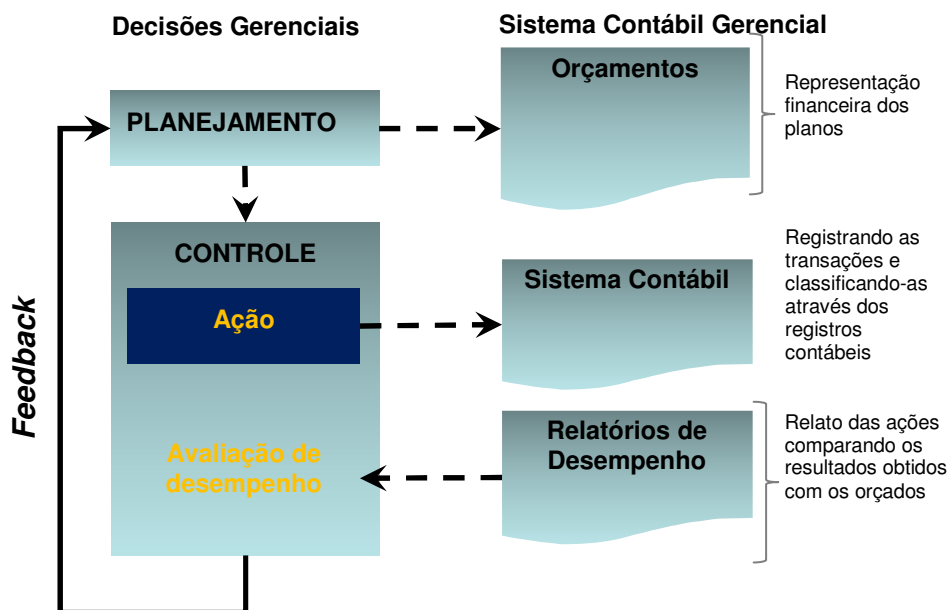 Decisões Gerenciais
Sistema Contábil Gerencial
PLANEJAMENTO
Orçamentos
Representação
financeira dos
planos
CONTROLE
Ação
Sistema Contábil
Registrando as
transações e
classificando-as
através dos
registros
contábeis
Avaliação de
desempenho
Relatórios de
Desempenho
Relato das ações
comparando os
resultados obtidos
com os orçados
Feedback